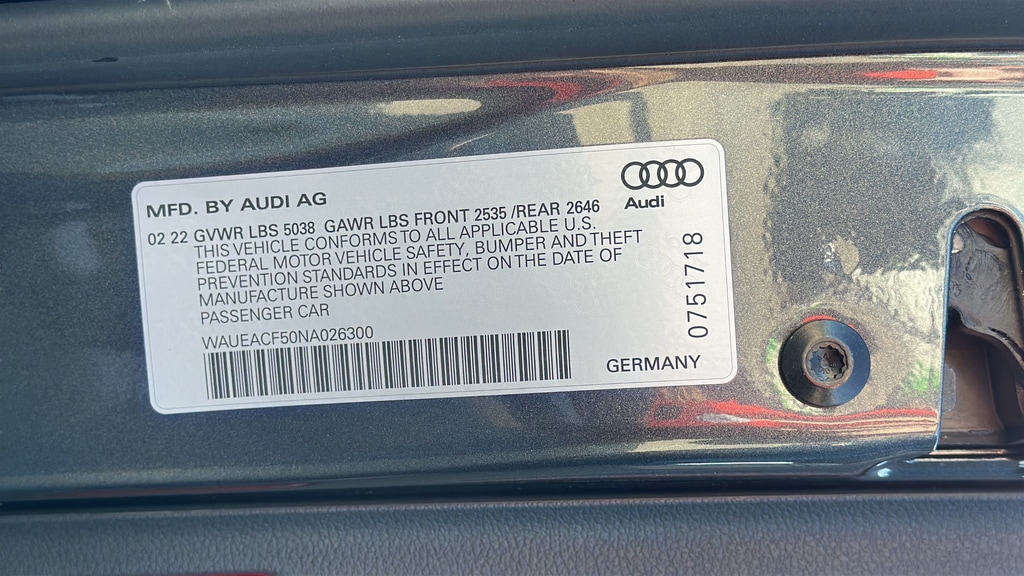 MFD. BY AUDI AG
Audi
02 22 GVWR LBS 5038 GAWR LBS FRONT 2535 /REAR 2646
THIS VEHICLE CONFORMS TO ALL APPLICABLE U.S.
FEDERAL MOTOR VEHICLE SAFETY, BUMPER AND THEFT
PREVENTION STANDARDS IN EFFECT ON THE DATE OF
MANUFACTURE SHOWN ABOVE
PASSENGER CAR
WAUEACF50NA026300
GERMANY
0751718